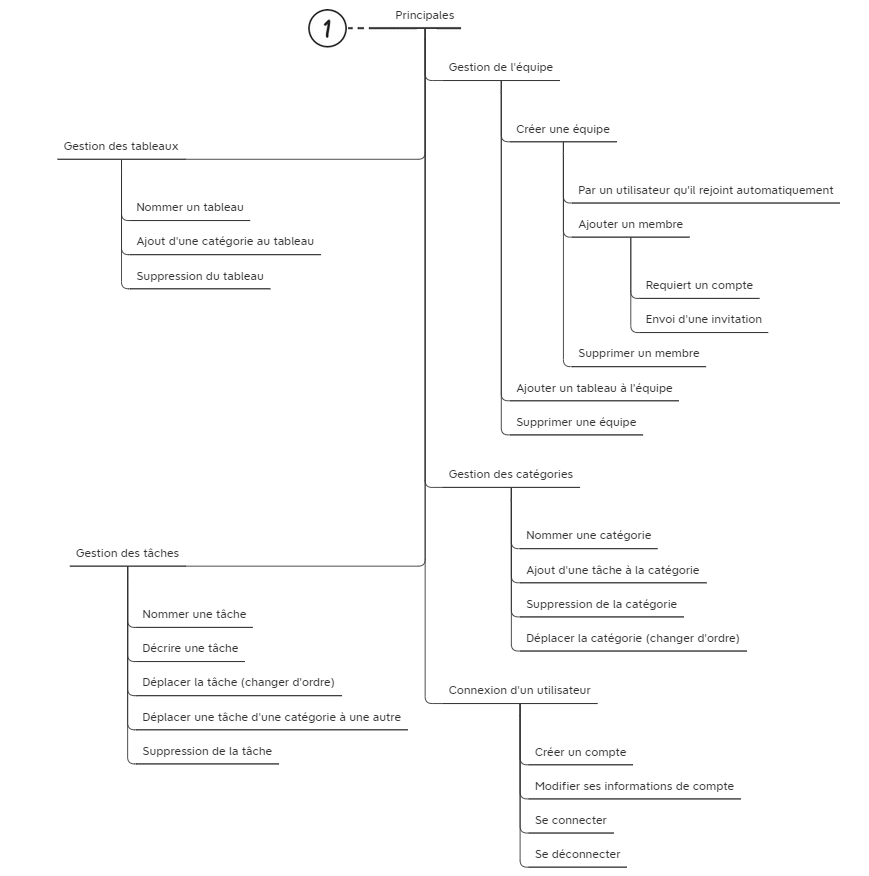 1
Principales
Gestion de l'équipe
Créer une équipe
Par un utilisateur qu'il rejoint automatiquement
Ajouter un membre
Requiert un compte
Envoi d'une invitation
Supprimer un membre
Ajouter un tableau à l'équipe
Supprimer une équipe
Gestion des tableaux
Nommer un tableau
Ajout d'une catégorie au tableau
Suppression du tableau
Gestion des catégories
Nommer une catégorie
Ajout d'une tâche à la catégorie
Suppression de la catégorie
Déplacer la catégorie (changer d'ordre)
Gestion des tâches
Nommer une tâche
Décrire une tâche
Déplacer la tâche (changer d'ordre)
Déplacer une tâche d'une catégorie à une autre
Suppression de la tâche
Connexion d'un utilisateur
Créer un compte
Modifier ses informations de compte
Se connecter
Se déconnecter